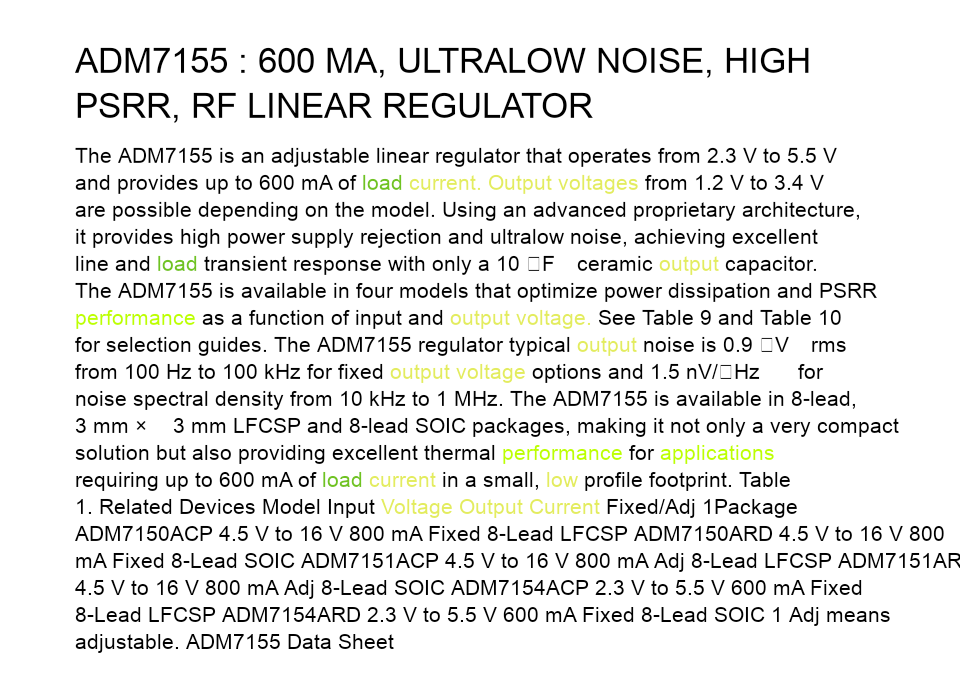 ADM7155 : 600 MA, ULTRALOW NOISE, HIGH
PSRR, RF LINEAR REGULATOR
The ADM7155 is an adjustable linear regulator that operates from 2.3 V to 5.5 V
and provides up to 600 mA of load current. Output voltages from 1.2 V to 3.4 V
are possible depending on the model. Using an advanced proprietary architecture,
it provides high power supply rejection and ultralow noise, achieving excellent
line and load transient response with only a 10 □F ceramic output capacitor.
The ADM7155 is available in four models that optimize power dissipation and PSRR
performance as a function of input and output voltage. See Table 9 and Table 10
for selection guides. The ADM7155 regulator typical output noise is 0.9 □V rms
from 100 Hz to 100 kHz for fixed output voltage options and 1.5 nV/□Hz for
noise spectral density from 10 kHz to 1 MHz. The ADM7155 is available in 8-lead,
3 mm × 3 mm LFCSP and 8-lead SOIC packages, making it not only a very compact
solution but also providing excellent thermal performance for applications
requiring up to 600 mA of load current in a small, low profile footprint. Table
1. Related Devices Model Input Voltage Output Current Fixed/Adj 1Package
ADM7150ACP 4.5 V to 16 V 800 mA Fixed 8-Lead LFCSP ADM7150ARD 4.5 V to 16 V 800
mA Fixed 8-Lead SOIC ADM7151ACP 4.5 V to 16 V 800 mA Adj 8-Lead LFCSP ADM7151AR
4.5 V to 16 V 800 mA Adj 8-Lead SOIC ADM7154ACP 2.3 V to 5.5 V 600 mA Fixed
8-Lead LFCSP ADM7154ARD 2.3 V to 5.5 V 600 mA Fixed 8-Lead SOIC 1 Adj means
adjustable. ADM7155 Data Sheet